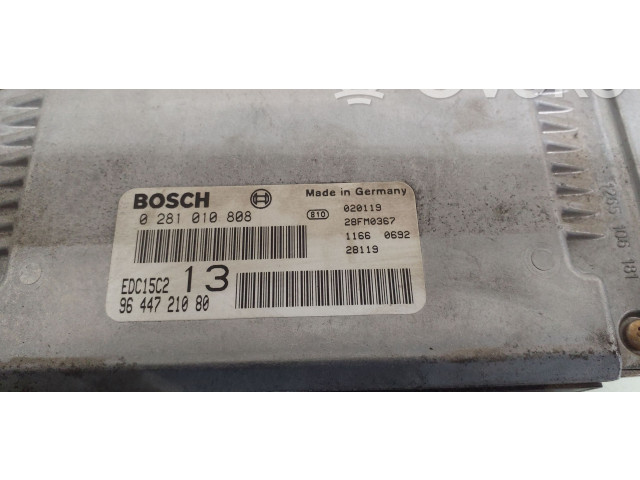 BOSCH
0 281 010 808
EDC15C2 13
96 447 210 80
Made in Germany
810 020119
28FM0367
1166 0692
28119